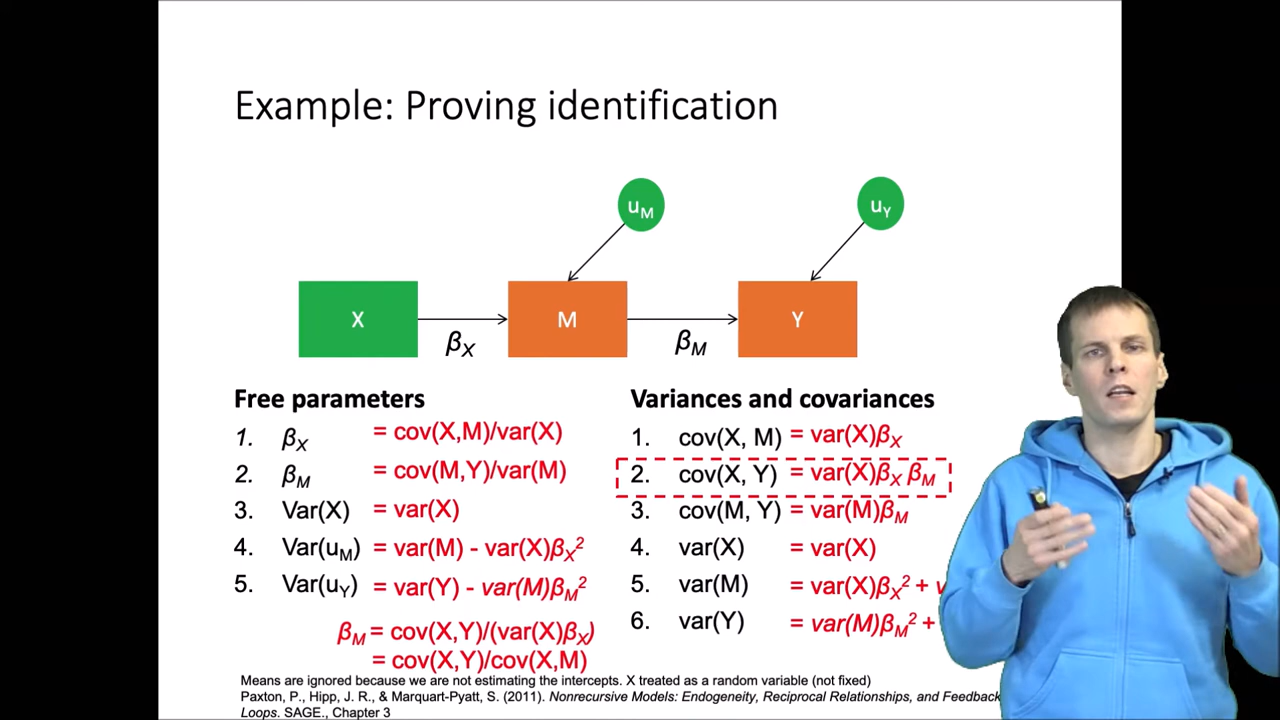 Example: Proving identification
u_M
u_Y
X
M
Y
β_X
β_M
Free parameters
1. β_X = cov(X,M)/var(X)
2. β_M = cov(M,Y)/var(M)
3. Var(X) = var(X)
4. Var(u_M) = var(M) - var(X)β_X²
5. Var(u_Y) = var(Y) - var(M)β_M²
β_M = cov(X,Y)/(var(X)β_X)
= cov(X,Y)/cov(X,M)
Variances and covariances
1. cov(X, M) = var(X)β_X
2. cov(X, Y) = var(X)β_X β_M
3. cov(M, Y) = var(M)β_M
4. var(X) = var(X)
5. var(M) = var(X)β_X² +
6. var(Y) = var(M)β_M² +
Means are ignored because we are not estimating the intercepts. X treated as a random variable (not fixed)
Paxton, P., Hipp, J. R., & Marquart-Pyatt, S. (2011). Nonrecursive Models: Endogeneity, Reciprocal Relationships, and Feedback
Loops. SAGE., Chapter 3